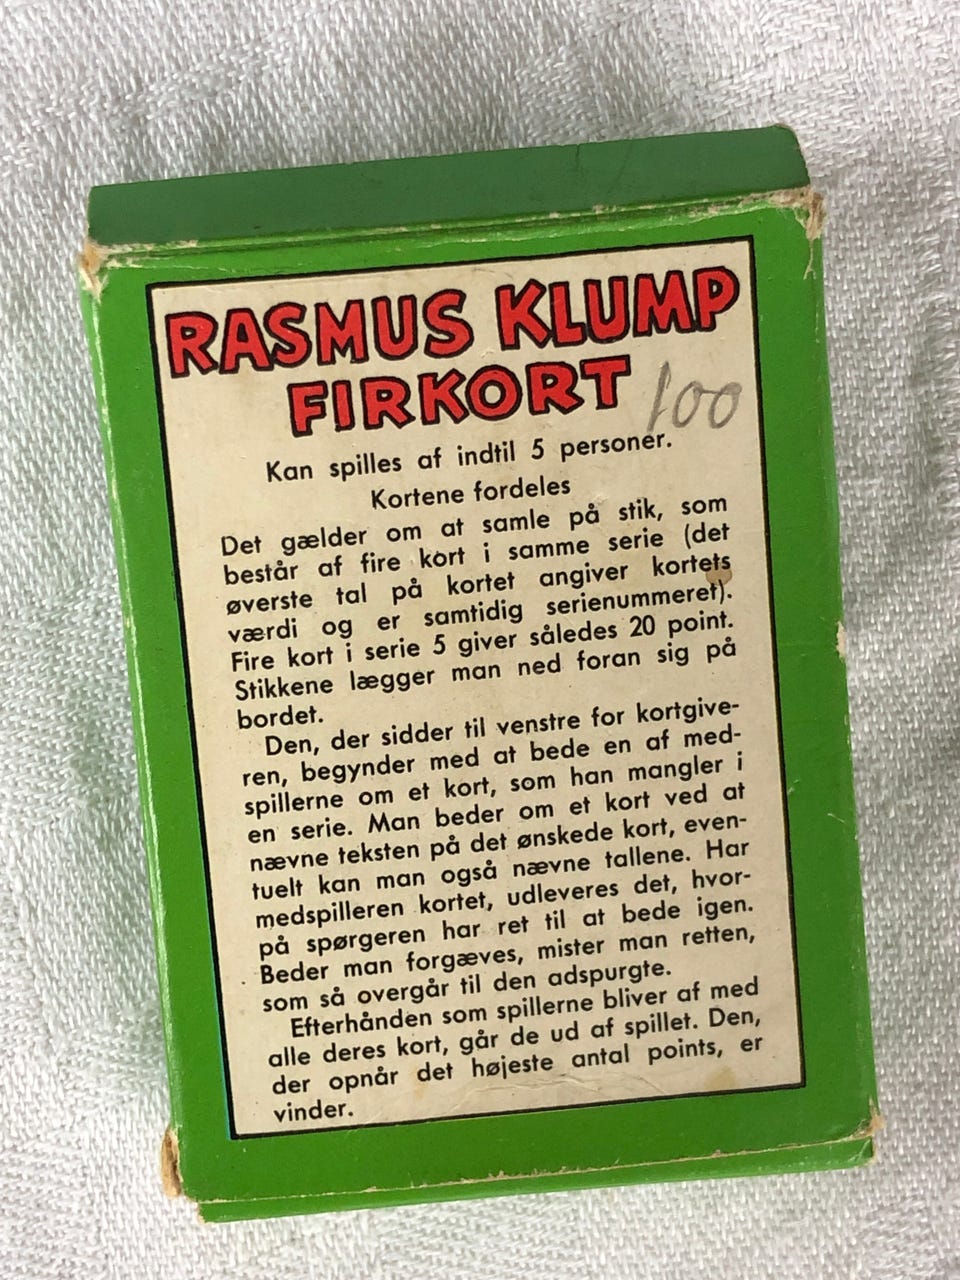 RASMUS KLUMP
FIRKORT
100
Kan spilles af indtil 5 personer.
Kortene fordeles
Det gælder om at samle på stik, som
består af fire kort i samme serie (det
øverste tal på kortet angiver kortets
værdi og er samtidig serienummeret).
Fire kort i serie 5 giver således 20 point.
Stikkene lægger man ned foran sig på
bordet.
Den, der sidder til venstre for kortgive-
ren, begynder med at bede en af med-
spillerne om et kort, som han mangler i
en serie. Man beder om et kort ved at
nævne teksten på det ønskede kort, even-
tuelt kan man også nævne tallene. Har
medspilleren kortet, udleveres det, hvor-
på spørgeren har ret til at bede igen.
Beder man forgæves, mister man retten,
som så overgår til den adspurgte.
Efterhånden som spillerne bliver af med
alle deres kort, går de ud af spillet. Den,
der opnår det højeste antal points, er
vinder.